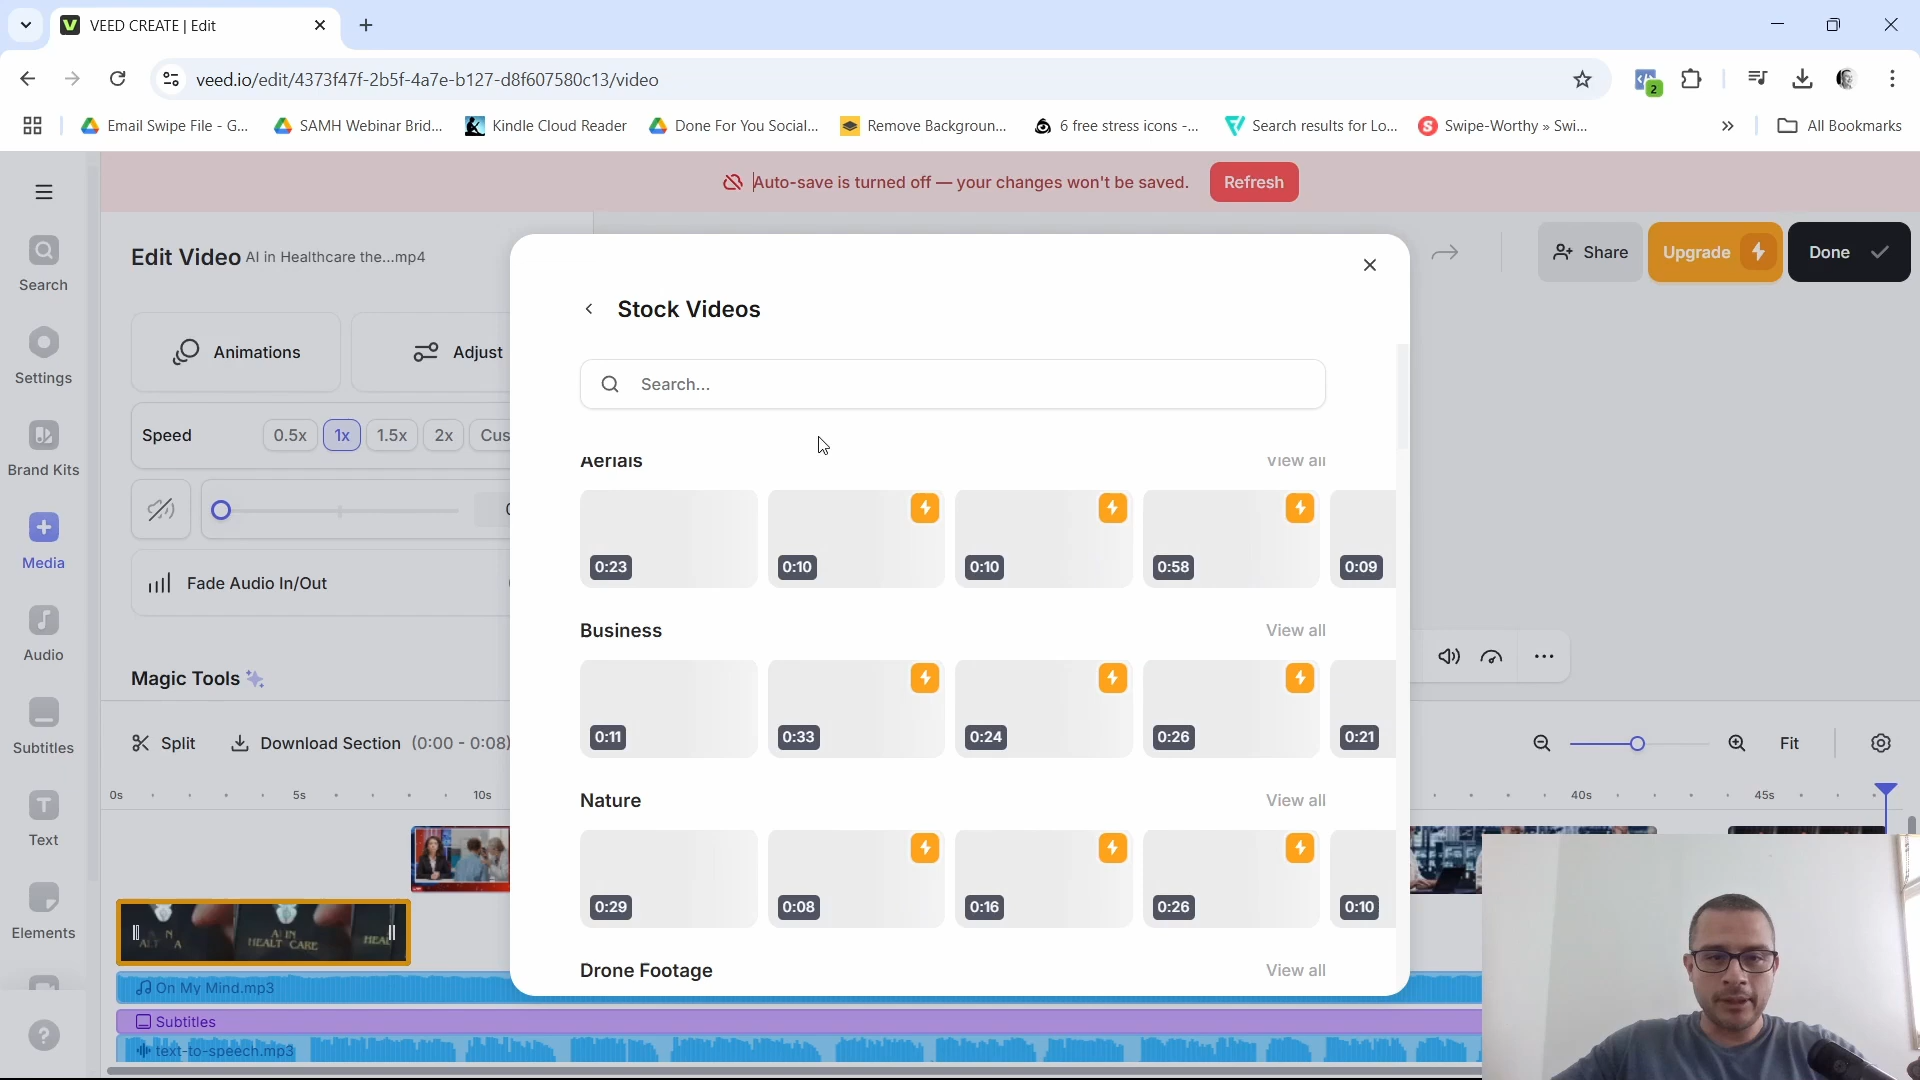 VEED CREATE | Edit
veed.io/edit/4373f47f-2b5f-4a7e-b127-d8f607580c13/video
2
Email Swipe File - G...
SAMH Webinar Brid...
Kindle Cloud Reader
Done For You Social...
Remove Backgroun...
6 free stress icons -...
Search results for Lo...
Swipe-Worthy » Swi...
All Bookmarks
Auto-save is turned off — your changes won't be saved.
Refresh
Edit Video AI in Healthcare the...mp4
Share
Upgrade
Done
Search
Settings
Brand Kits
Media
Audio
Subtitles
Text
Elements
Animations
Adjust
Speed
0.5x
1x
1.5x
2x
Cus
Fade Audio In/Out
Magic Tools
Stock Videos
Search...
Aerials
View all
0:23
0:10
0:10
0:58
0:09
Business
View all
0:11
0:33
0:24
0:26
0:21
Nature
View all
0:29
0:08
0:16
0:26
0:10
Drone Footage
View all
Split
Download Section (0:00 - 0:08)
Fit
0s
5s
10s
40s
45s
AI IN
HEALT CARE
HEAL
On My Mind.mp3
Subtitles
text-to-speech.mp3